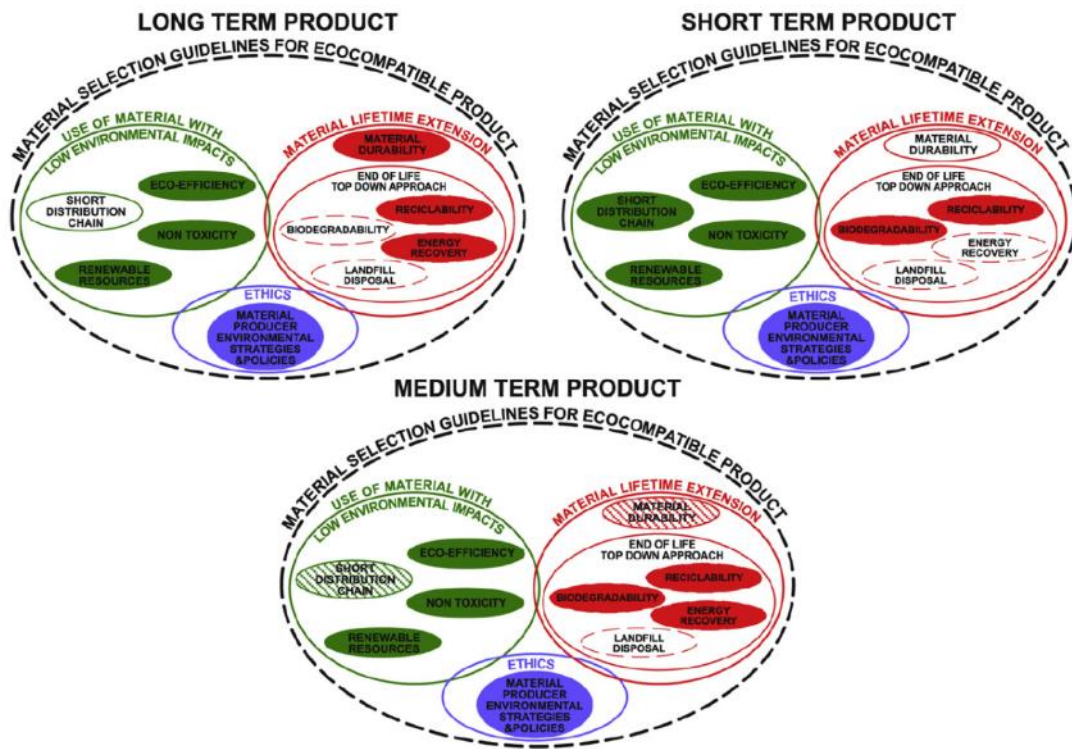 LONG TERM PRODUCT
MATERIAL SELECTION GUIDELINES FOR ECOCOMPATIBLE PRODUCT
USE OF MATERIAL WITH
LOW ENVIRONMENTAL IMPACTS
ECO-EFFICIENCY
SHORT
DISTRIBUTION
CHAIN
NON TOXICITY
RENEWABLE
RESOURCES
MATERIAL LIFETIME EXTENSION
MATERIAL
DURABILITY
END OF LIFE
TOP DOWN APPROACH
RECICLABILITY
BIODEGRADABILITY
ENERGY
RECOVERY
LANDFILL
DISPOSAL
ETHICS
MATERIAL
PRODUCER
ENVIRONMENTAL
STRATEGIES
&POLICIES
SHORT TERM PRODUCT
MATERIAL SELECTION GUIDELINES FOR ECOCOMPATIBLE PRODUCT
USE OF MATERIAL WITH
LOW ENVIRONMENTAL IMPACTS
ECO-EFFICIENCY
SHORT
DISTRIBUTION
CHAIN
NON TOXICITY
RENEWABLE
RESOURCES
MATERIAL LIFETIME EXTENSION
MATERIAL
DURABILITY
END OF LIFE
TOP DOWN APPROACH
RECICLABILITY
BIODEGRADABILITY
ENERGY
RECOVERY
LANDFILL
DISPOSAL
ETHICS
MATERIAL
PRODUCER
ENVIRONMENTAL
STRATEGIES
&POLICIES
MEDIUM TERM PRODUCT
MATERIAL SELECTION GUIDELINES FOR ECOCOMPATIBLE PRODUCT
USE OF MATERIAL WITH
LOW ENVIRONMENTAL IMPACTS
ECO-EFFICIENCY
SHORT
DISTRIBUTION
CHAIN
NON TOXICITY
RENEWABLE
RESOURCES
MATERIAL LIFETIME EXTENSION
MATERIAL
DURABILITY
END OF LIFE
TOP DOWN APPROACH
RECICLABILITY
BIODEGRADABILITY
ENERGY
RECOVERY
LANDFILL
DISPOSAL
ETHICS
MATERIAL
PRODUCER
ENVIRONMENTAL
STRATEGIES
&POLICIES